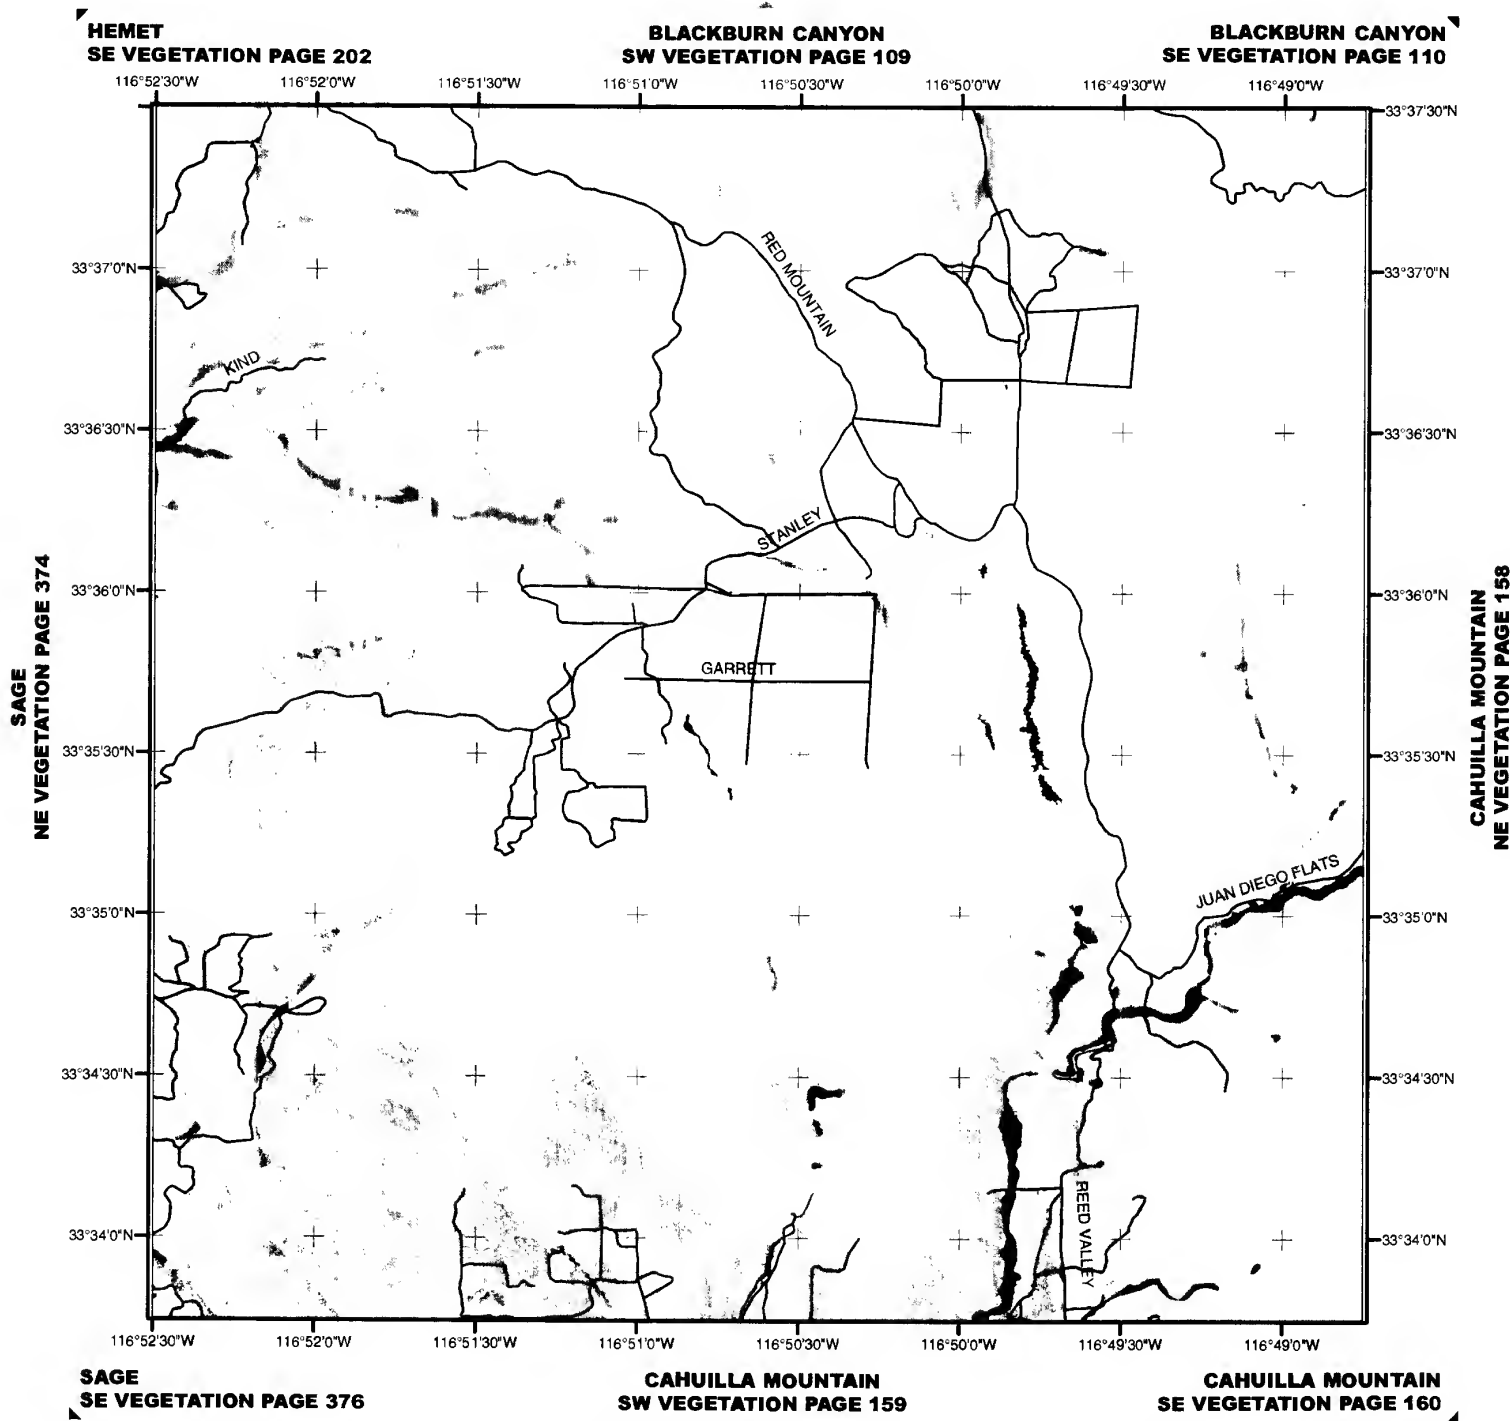 HEMET
SE VEGETATION PAGE 202
BLACKBURN CANYON
SW VEGETATION PAGE 109
BLACKBURN CANYON
SE VEGETATION PAGE 110
116°52'30"W
116°52'0"W
116°51'30"W
116°51'0"W
116°50'30"W
116°50'0"W
116°49'30"W
116°49'0"W
33°37'30"N
RED MOUNTAIN
33°37'0"N
33°37'0"N
KIND
33°36'30"N
33°36'30"N
STANLEY
33°36'0"N
33°36'0"N
SAGE
NE VEGETATION PAGE 374
CAHUILLA MOUNTAIN
NE VEGETATION PAGE 158
GARRETT
33°35'30"N
33°35'30"N
JUAN DIEGO FLATS
33°35'0"N
33°35'0"N
33°34'30"N
33°34'30"N
REED VALLEY
33°34'0"N
33°34'0"N
116°52'30"W
116°52'0"W
116°51'30"W
116°51'0"W
116°50'30"W
116°50'0"W
116°49'30"W
116°49'0"W
SAGE
SE VEGETATION PAGE 376
CAHUILLA MOUNTAIN
SW VEGETATION PAGE 159
CAHUILLA MOUNTAIN
SE VEGETATION PAGE 160